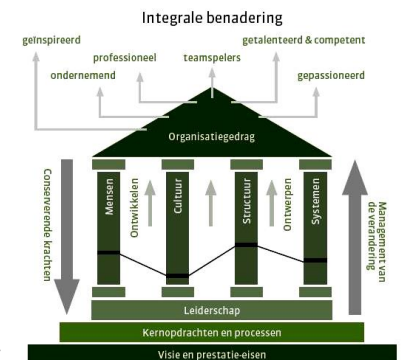 Integrale benadering
geïnspireerd
getalenteerd & competent
professioneel
teamspelers
ondernemend
gepassioneerd
Organisatiegedrag
Conserverende krachten
Mensen
Ontwikkelen
Cultuur
Structuur
Ontwerpen
Systemen
Management van
de verandering
Leiderschap
Kernopdrachten en processen
Visie en prestatie-eisen